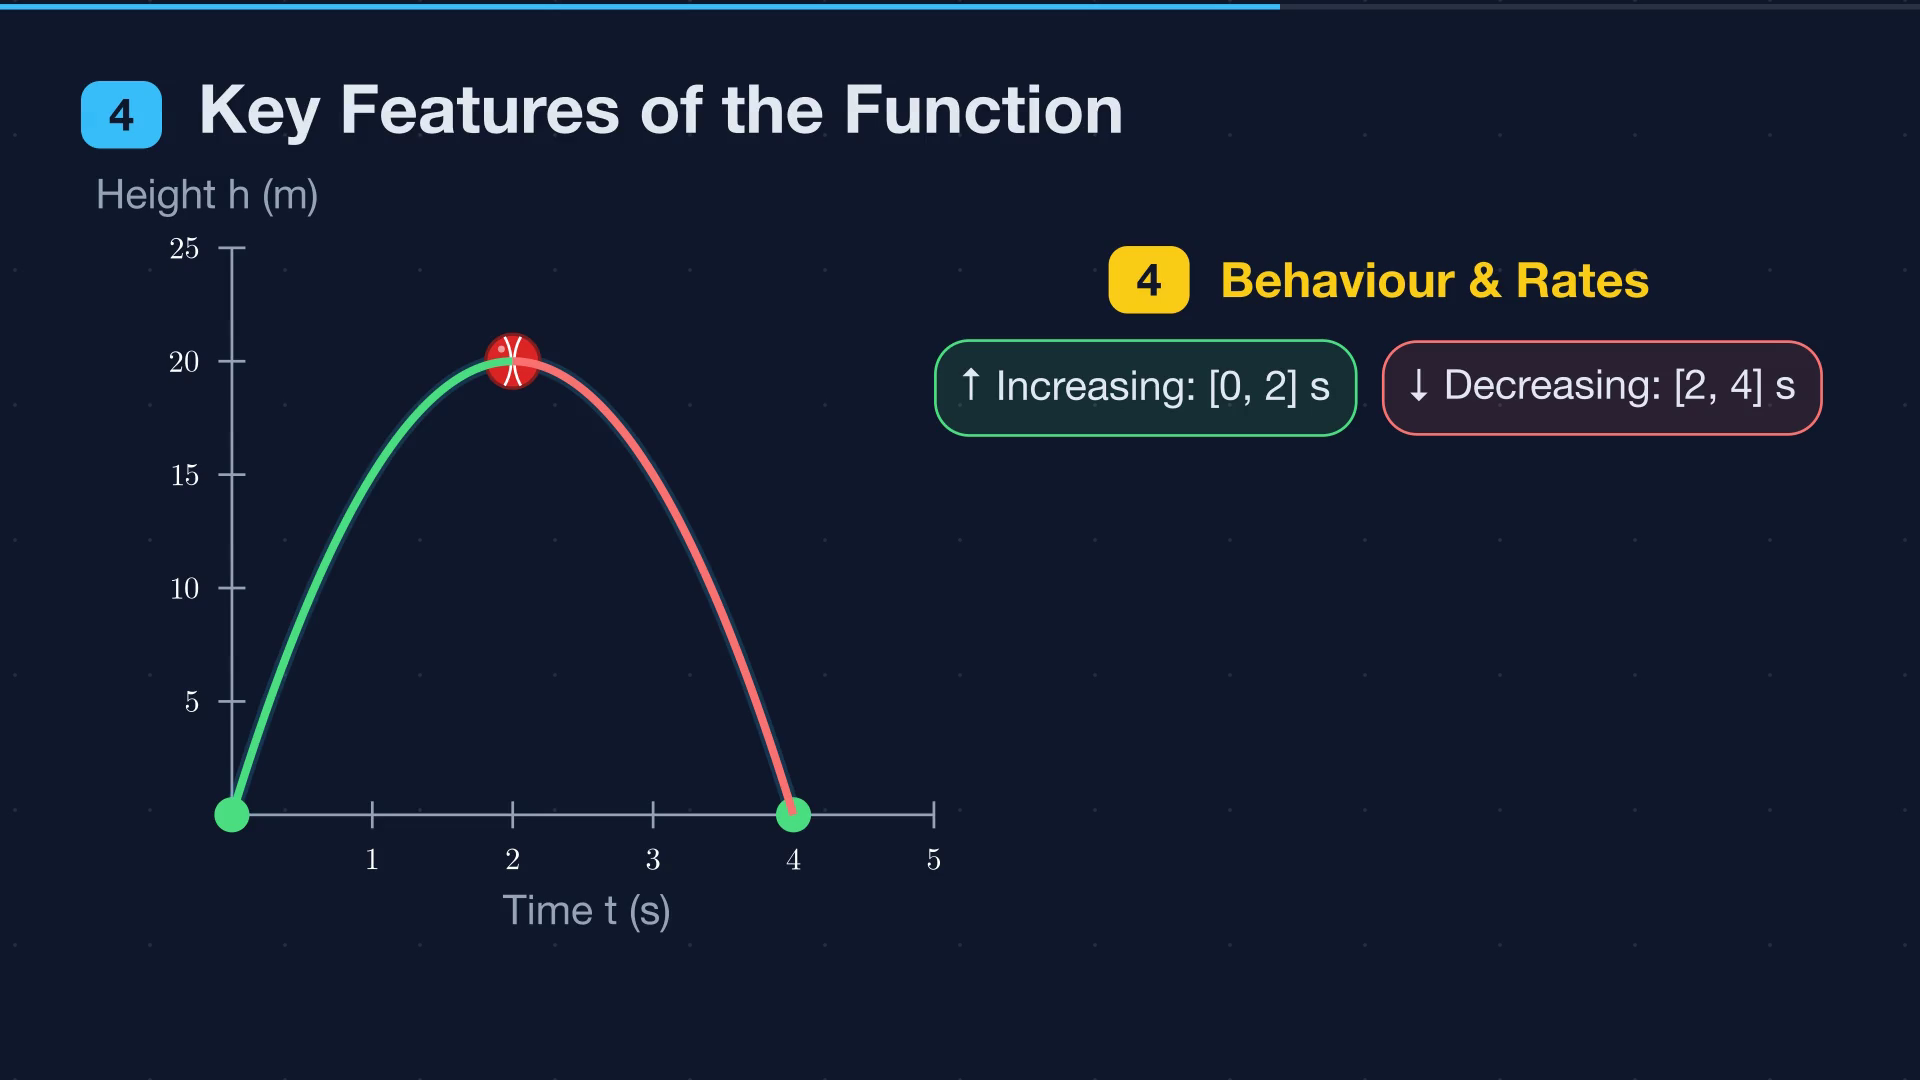 4 Key Features of the Function
Height h (m)
25
20
15
10
5
1 2 3 4 5
Time t (s)
4 Behaviour & Rates
↑ Increasing: [0, 2] s
↓ Decreasing: [2, 4] s